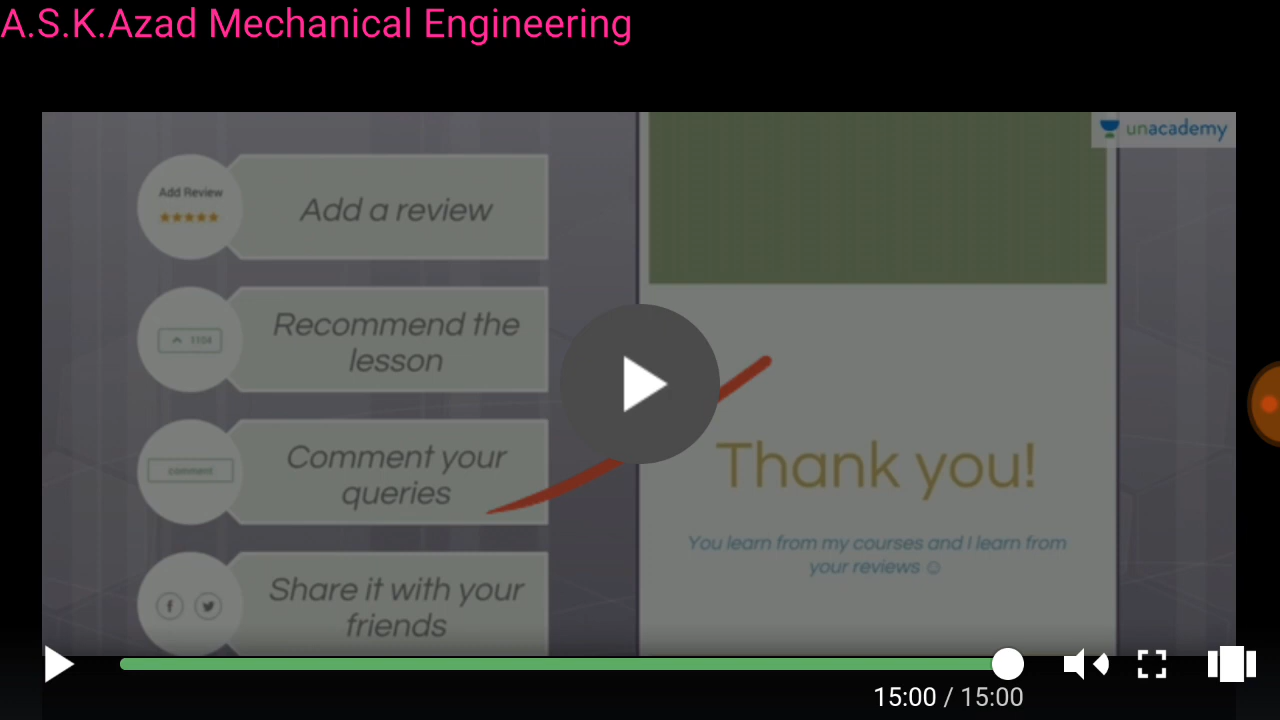 A.S.K.Azad Mechanical Engineering
unacademy
Add Review
Add a review
1104
Recommend the
lesson
comment
Comment your
queries
Share it with your
friends
Thank you!
You learn from my courses and I learn from
your reviews ☺
15:00 / 15:00